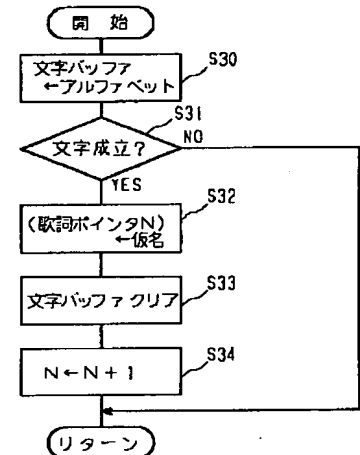 開始
文字バッファ
←アルファベット
S30
S31
文字成立?
NO
YES
S32
(歌詞ポインタN)
←仮名
S33
文字バッファクリア
S34
N←N+1
リターン